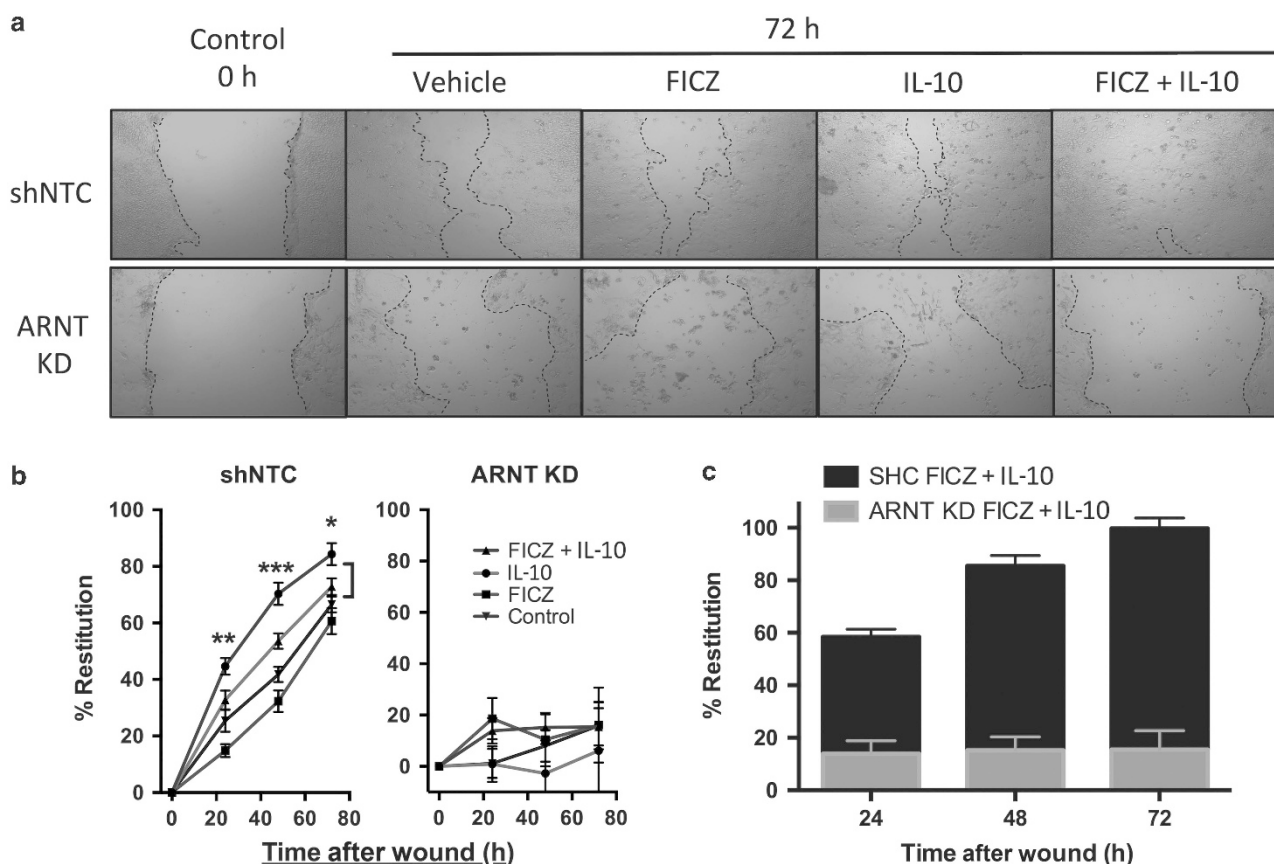 a
Control
0 h
72 h
Vehicle FICZ IL-10 FICZ + IL-10
shNTC
ARNT
KD
b
shNTC
% Restitution
100
80
60
40
20
0
**
***
*
0 20 40 60 80
ARNT KD
100
80
60
40
20
0
FICZ + IL-10
IL-10
FICZ
Control
0 20 40 60 80
Time after wound (h)
c
SHC FICZ + IL-10
ARNT KD FICZ + IL-10
% Restitution
100
80
60
40
20
0
24 48 72
Time after wound (h)